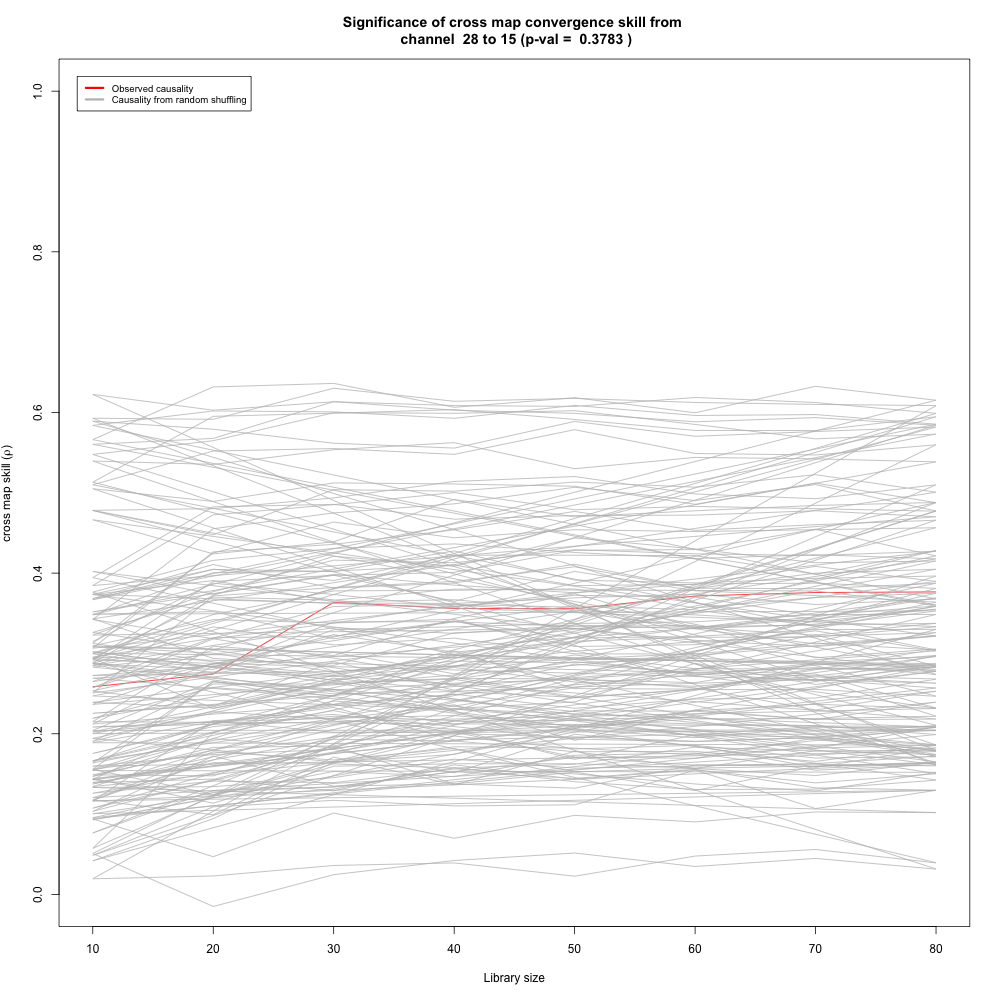 Significance of cross map convergence skill from
channel  28 to 15 (p-val =  0.3783 )
Observed causality
Causality from random shuffling
cross map skill (ρ)
1.0
0.8
0.6
0.4
0.2
0.0
10 20 30 40 50 60 70 80
Library size